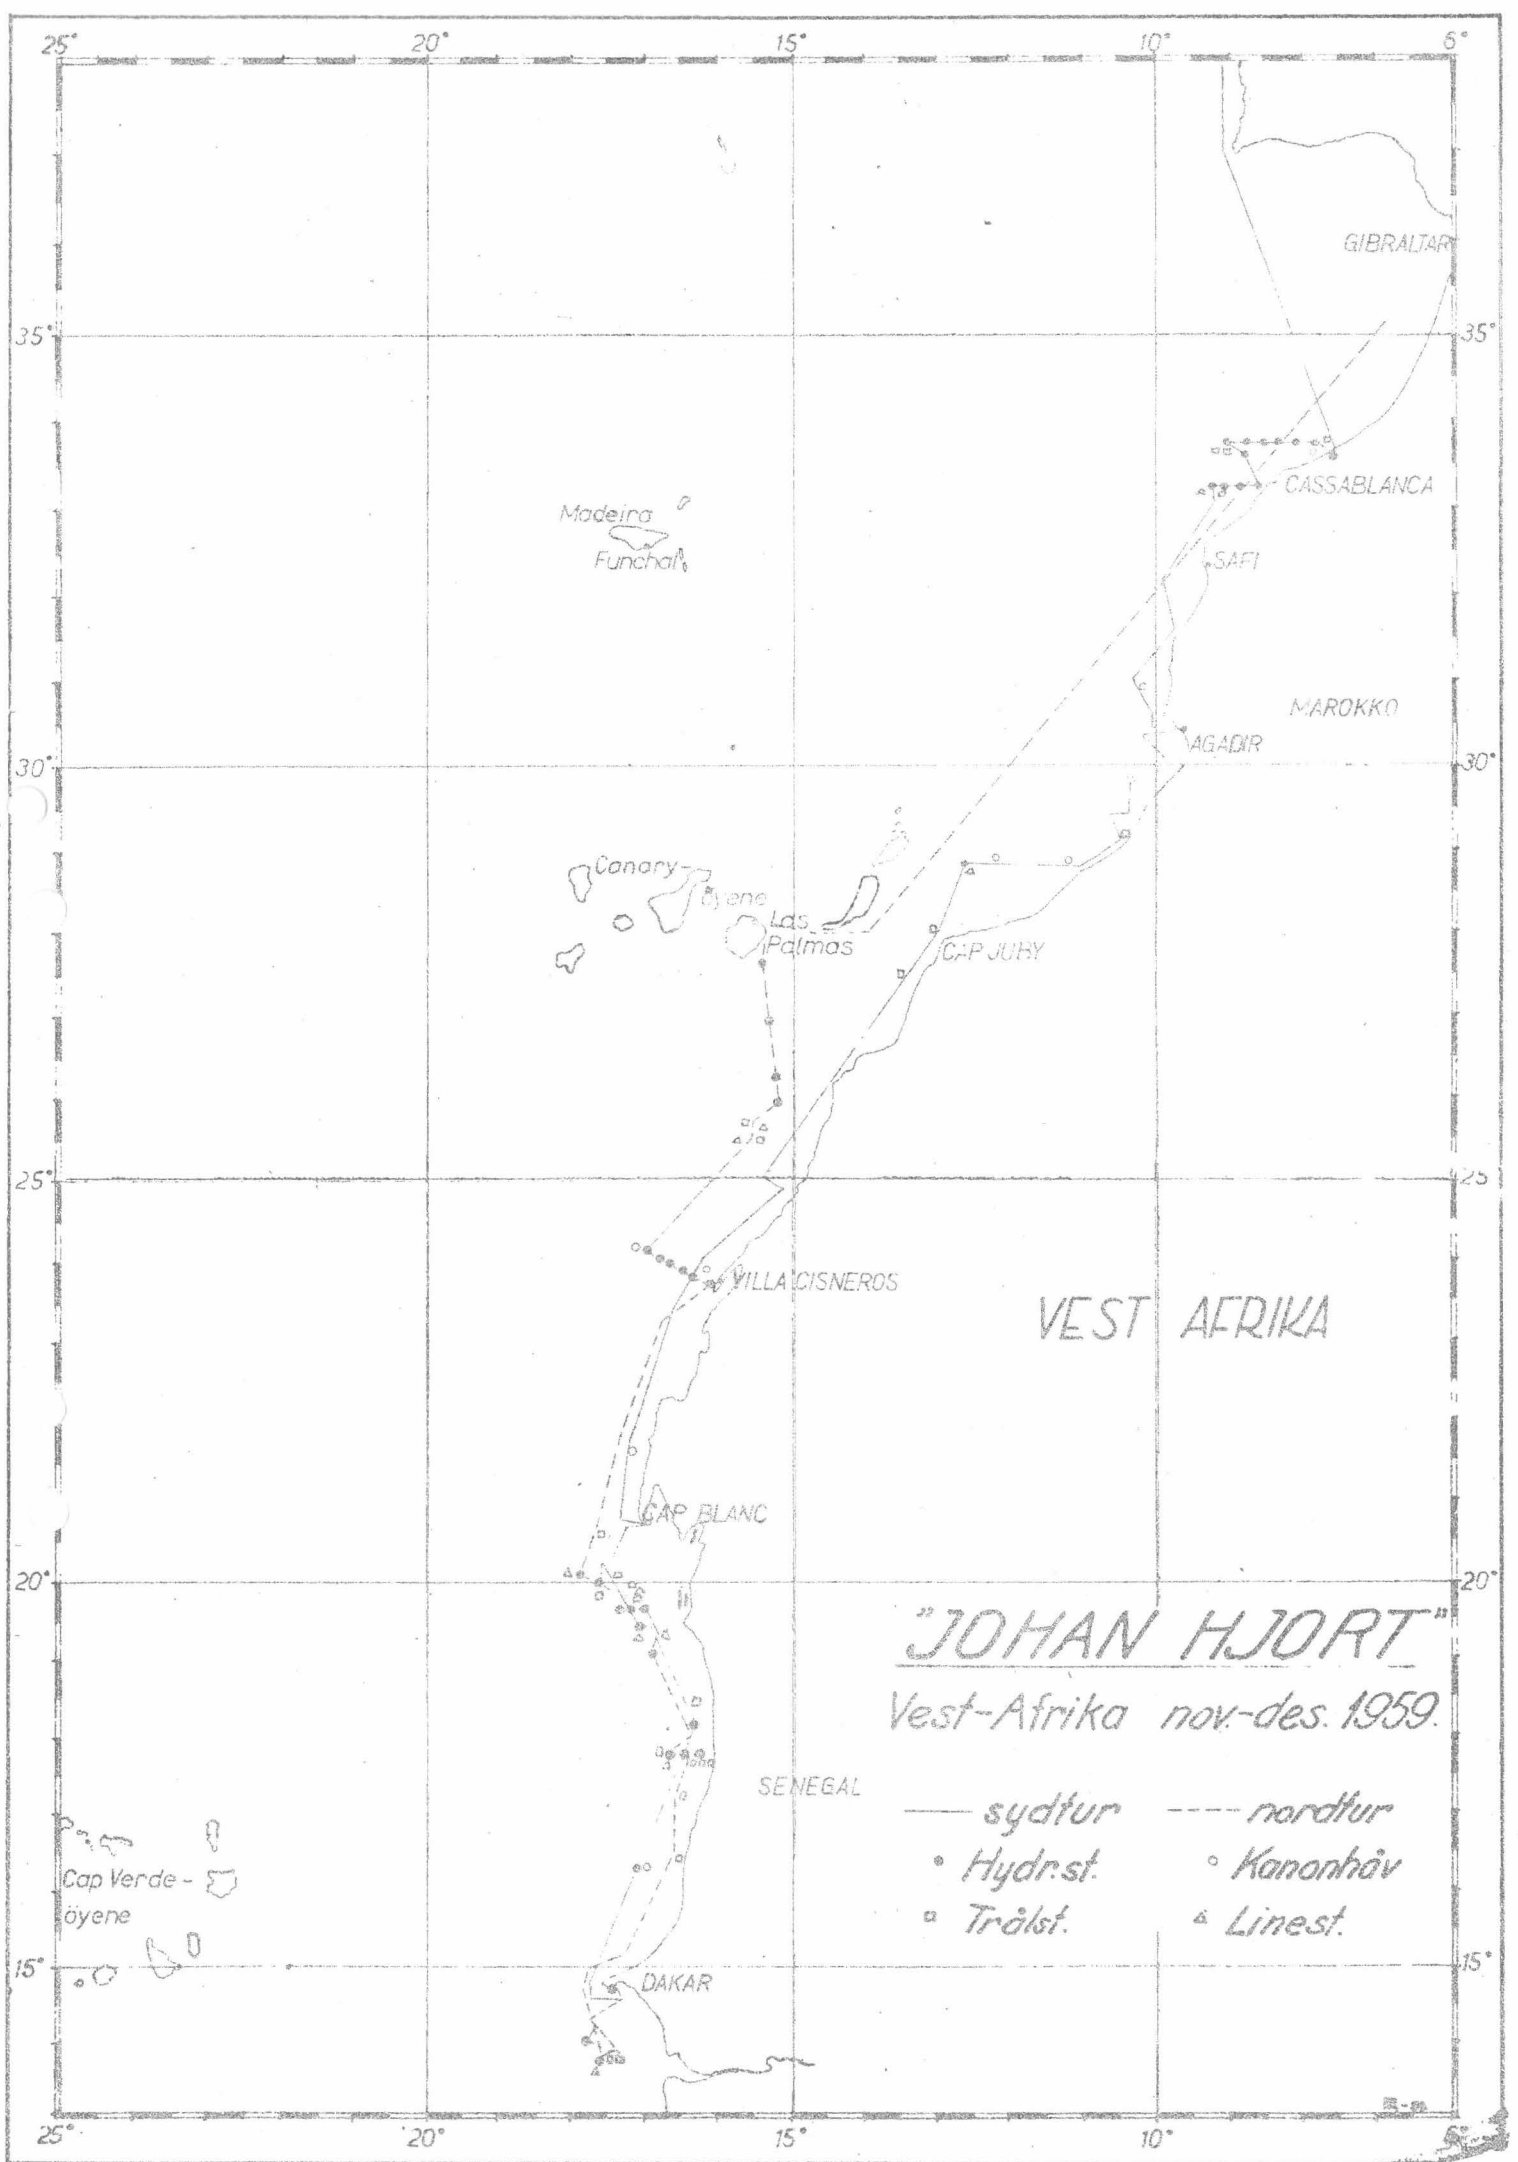 25° 20° 15° 10° 6°
GIBRALTAR
35° 35°
CASSABLANCA
Madeira
Funchal
SAFI
MAROKKO
AGADIR
30° 30°
Canary-
öyene
Las
Palmas
CAP JUBY
25° 25
VILLA CISNEROS
VEST AFRIKA
CAP BLANC
20° 20°
"JOHAN HJORT"
Vest-Afrika nov.-des. 1959.
SENEGAL
sydtur nordtur
Hydr.st. Kanonhåv
Trålst. Linest.
Cap Verde-
öyene
15° 15°
DAKAR
25° 20° 15° 10°